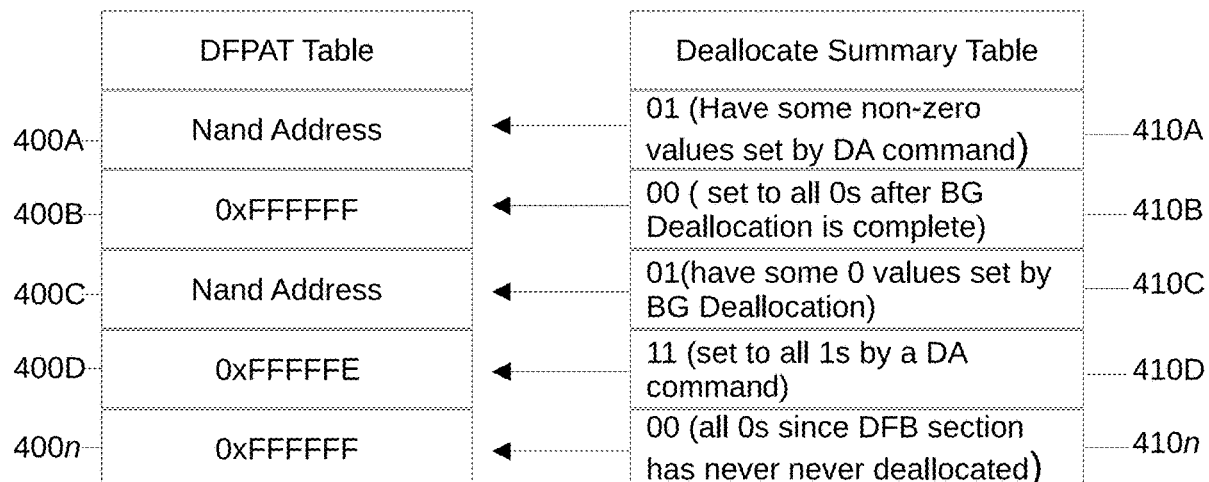 DFPAT Table
Deallocate Summary Table
400A
Nand Address
01 (Have some non-zero
values set by DA command)
410A
400B
0xFFFFFF
00 ( set to all 0s after BG
Deallocation is complete)
410B
400C
Nand Address
01(have some 0 values set by
BG Deallocation)
410C
400D
0xFFFFFE
11 (set to all 1s by a DA
command)
410D
400n
0xFFFFFF
00 (all 0s since DFB section
has never never deallocated)
410n